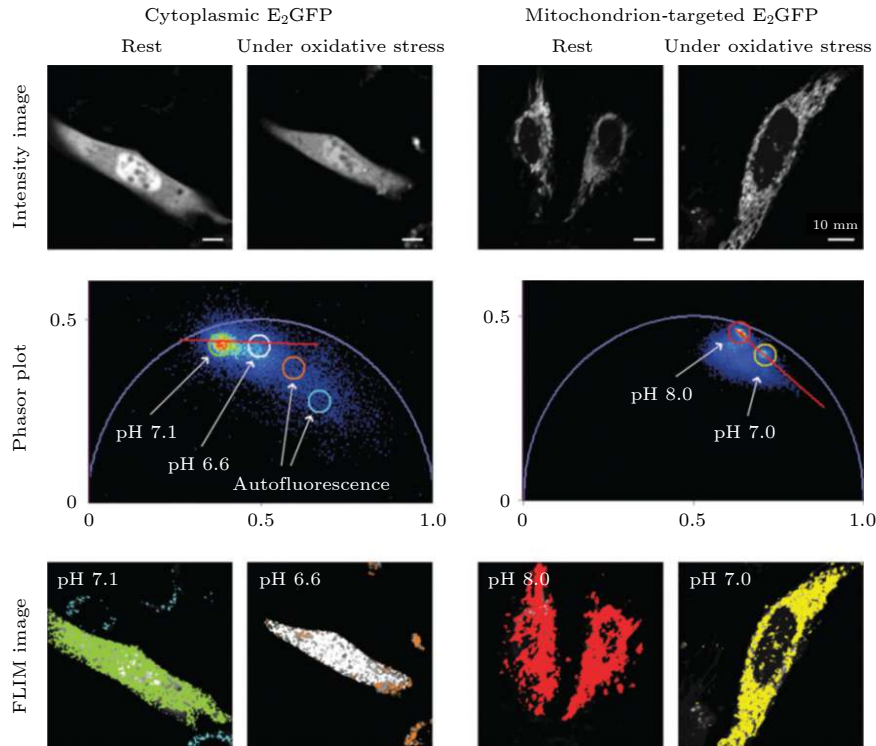 Cytoplasmic E₂GFP
Mitochondrion-targeted E₂GFP
Rest
Under oxidative stress
Rest
Under oxidative stress
Intensity image
10 mm
Phasor plot
0.5
0
0
0.5
1.0
pH 7.1
pH 6.6
Autofluorescence
0.5
0
0
0.5
1.0
pH 8.0
pH 7.0
FLIM image
pH 7.1
pH 6.6
pH 8.0
pH 7.0